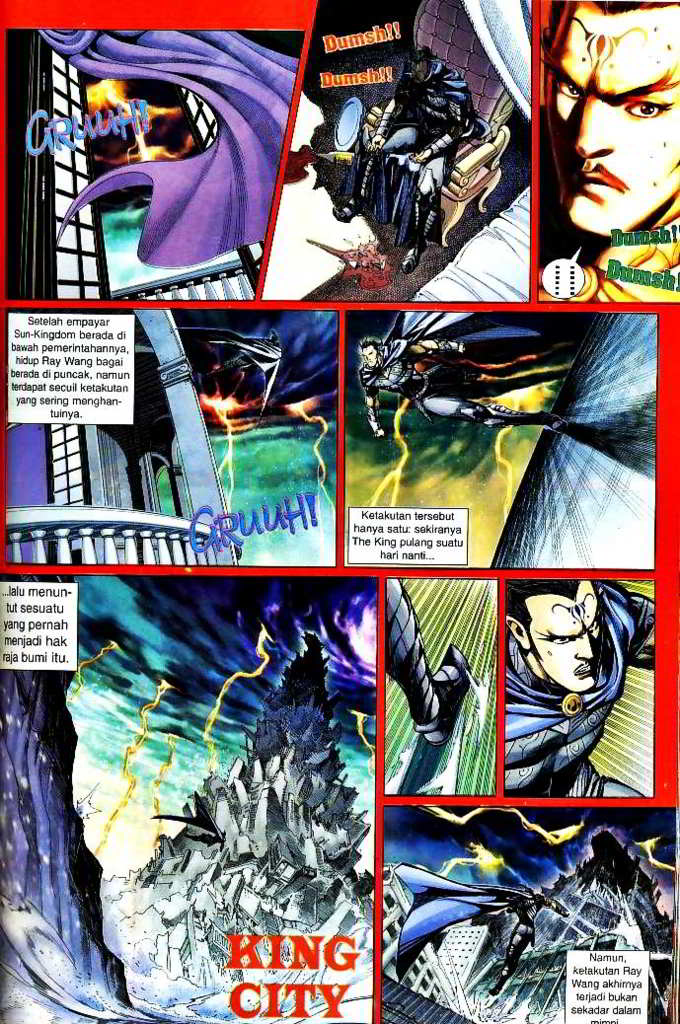 GRUUH!
Dumsh!!
Dumsh!!
Dumsh!!
Dumsh!!
!!!!!!
Setelah empayar
Sun-Kingdom berada di
bawah pemerintahannya,
hidup Ray Wang bagai
berada di puncak, namun
terdapat secuil ketakutan
yang sering menghan-
tuinya.
GRUUH!
Ketakutan tersebut
hanya satu: sekiranya
The King pulang suatu
hari nanti...
...lalu menun-
tut sesuatu
yang pernah
menjadi hak
raja bumi itu.
KING
CITY
Namun,
ketakutan Ray
Wang akhirnya
terjadi bukan
sekadar dalam
mimpi